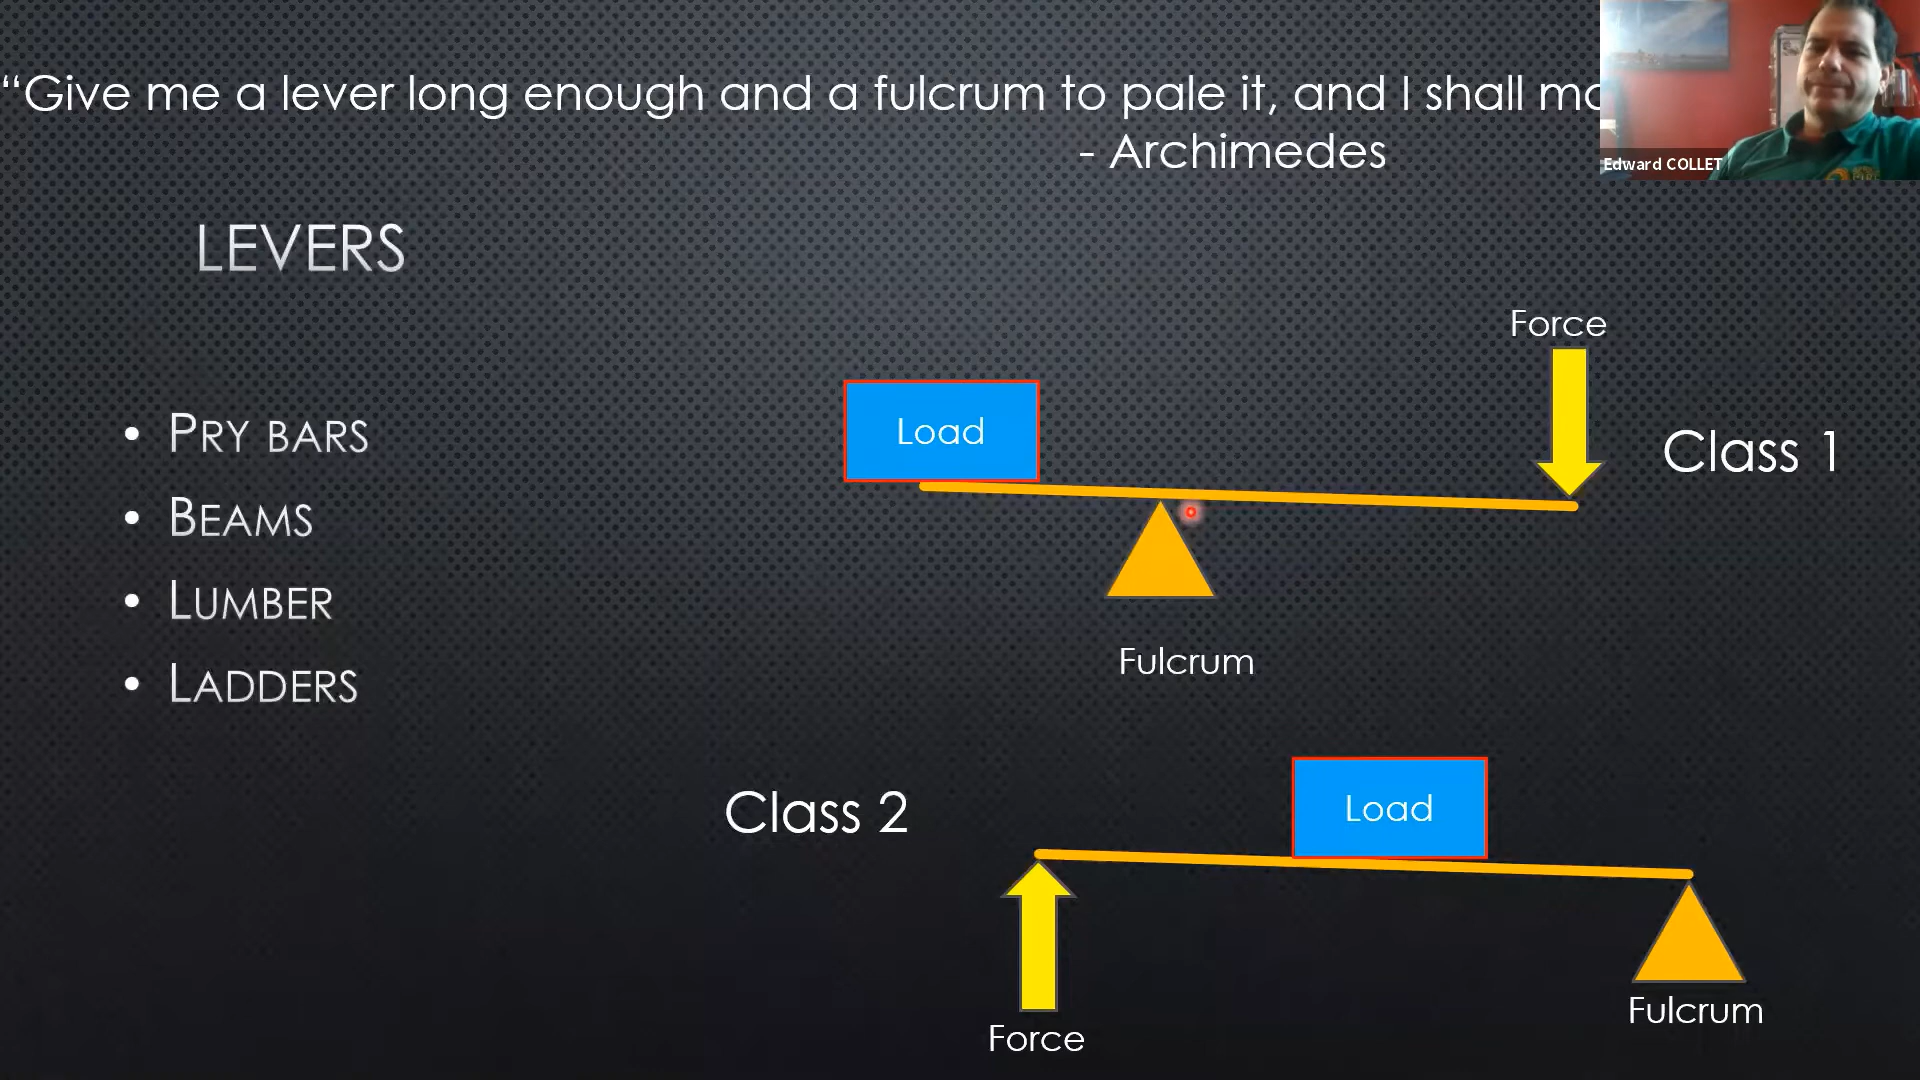 “Give me a lever long enough and a fulcrum to pale it, and I shall
- Archimedes
Edward COLLET
LEVERS
• PRY BARS
• BEAMS
• LUMBER
• LADDERS
Force
Load
Class 1
Fulcrum
Class 2
Load
Force
Fulcrum